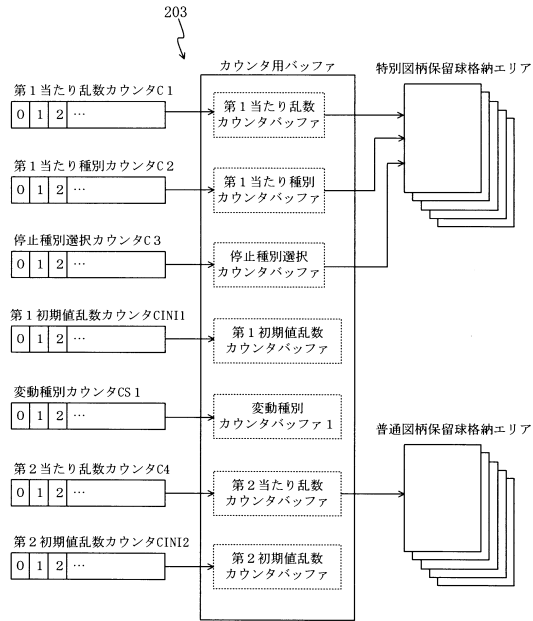 203
カウンタ用バッファ
特別図柄保留球格納エリア
第1当たり乱数カウンタC1
0 1 2 …
第1当たり乱数
カウンタバッファ
第1当たり種別カウンタC2
0 1 2 …
第1当たり種別
カウンタバッファ
停止種別選択カウンタC3
0 1 2 …
停止種別選択
カウンタバッファ
第1初期値乱数カウンタCINI1
0 1 2 …
第1初期値乱数
カウンタバッファ
変動種別カウンタCS1
0 1 2 …
変動種別
カウンタバッファ1
普通図柄保留球格納エリア
第2当たり乱数カウンタC4
0 1 2 …
第2当たり乱数
カウンタバッファ
第2初期値乱数カウンタCINI2
0 1 2 …
第2初期値乱数
カウンタバッファ